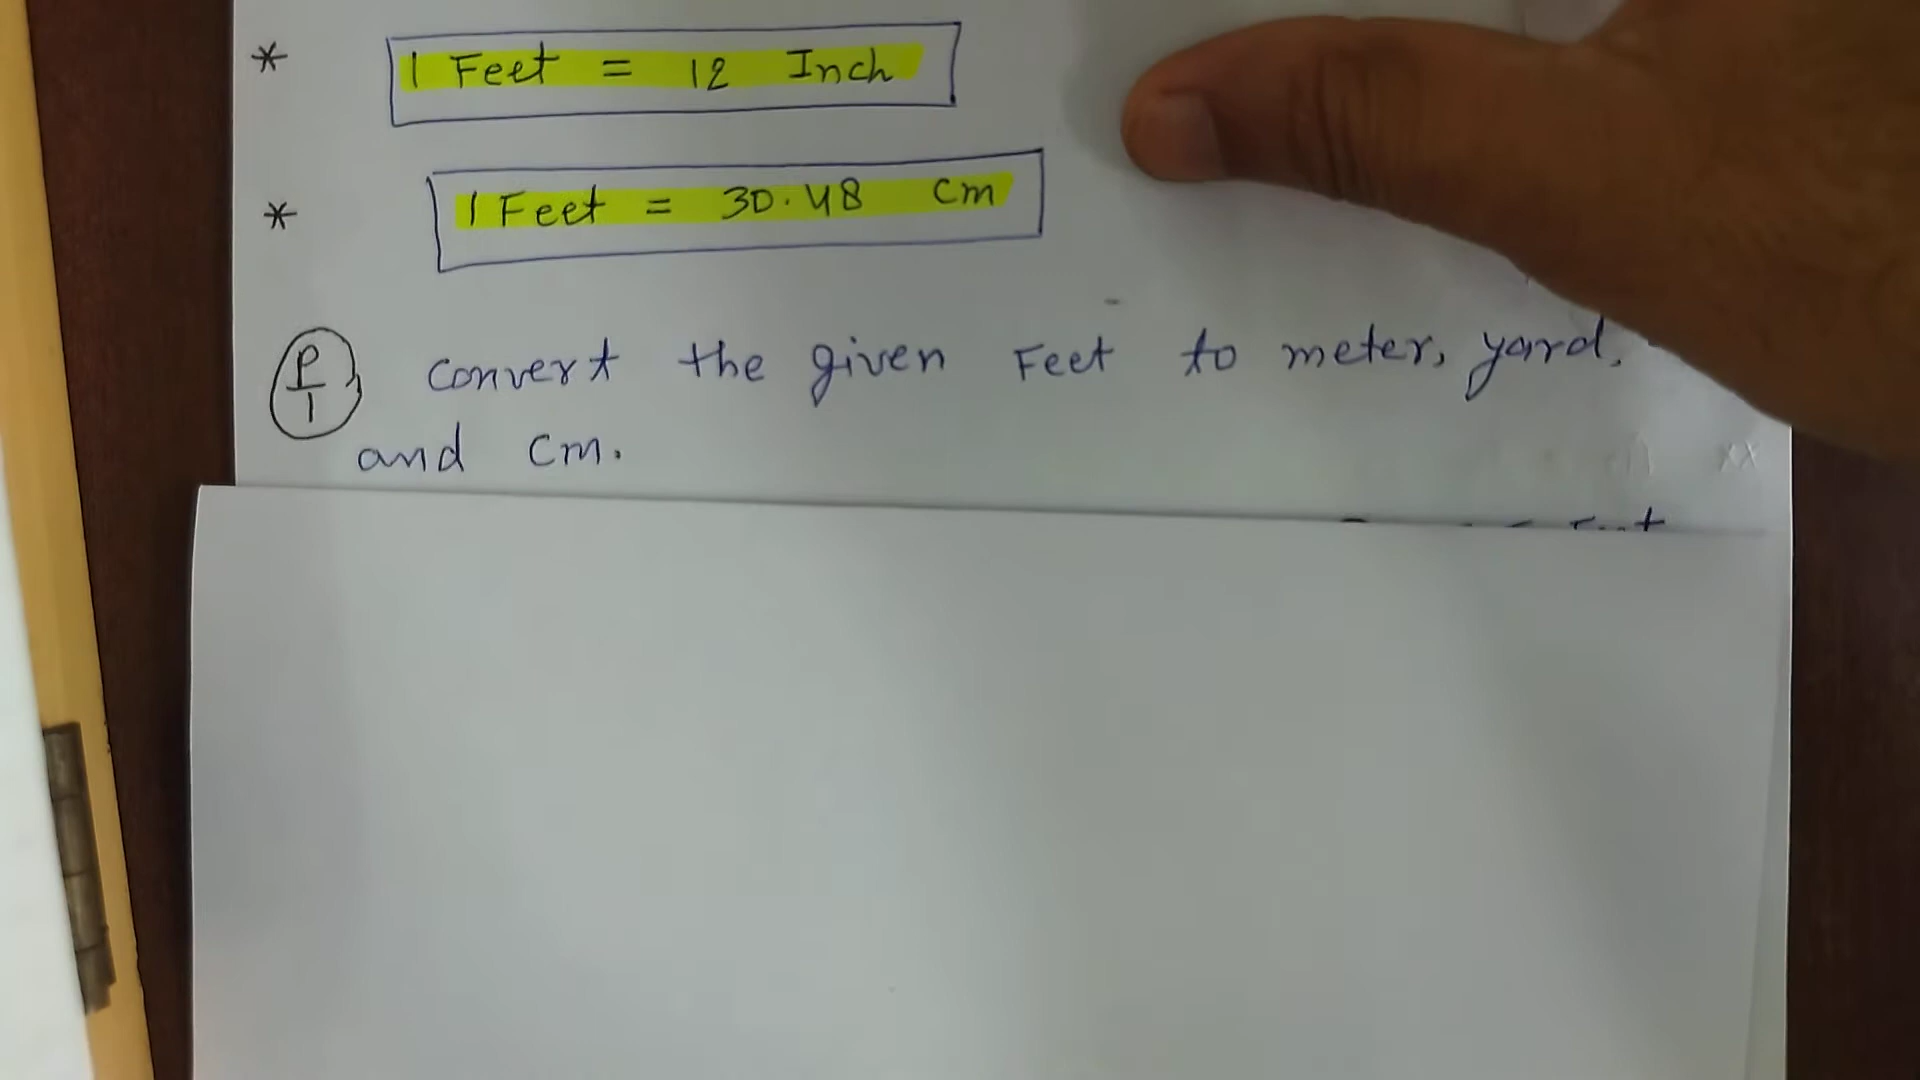 * 1 Feet = 12 Inch
* 1 Feet = 30.48 cm
P/1 convert the given Feet to meter, yard,
and cm.